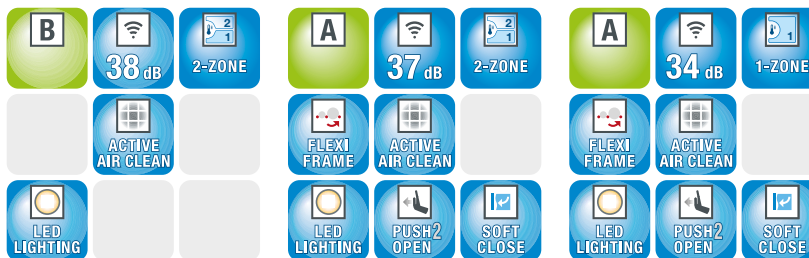 B
38 dB
2
1
2-ZONE
ACTIVE
AIR CLEAN
LED
LIGHTING
A
37 dB
2
1
2-ZONE
FLEXI
FRAME
ACTIVE
AIR CLEAN
LED
LIGHTING
PUSH2
OPEN
SOFT
CLOSE
A
34 dB
1
1-ZONE
FLEXI
FRAME
ACTIVE
AIR CLEAN
LED
LIGHTING
PUSH2
OPEN
SOFT
CLOSE